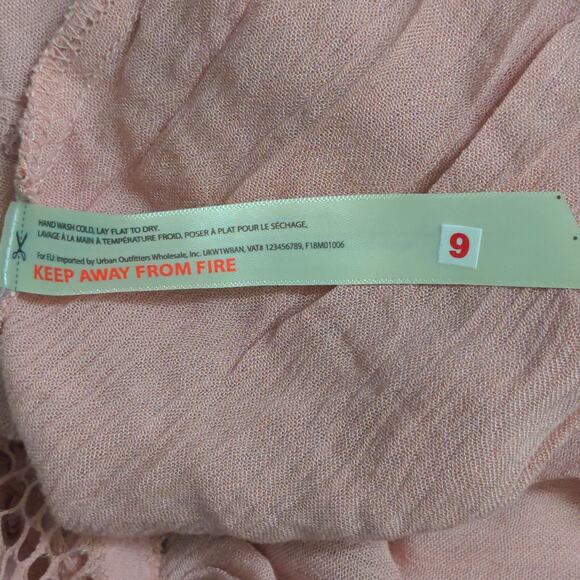 HAND WASH COLD, LAY FLAT TO DRY.
LAVAGE À LA MAIN À TEMPÉRATURE FROID, POSER À PLAT POUR LE SÉCHAGE,
For EU: Imported by Urban Outfitters Wholesale, Inc. UKW1W8AN, VAT# 123456789, F18M01006
KEEP AWAY FROM FIRE
9